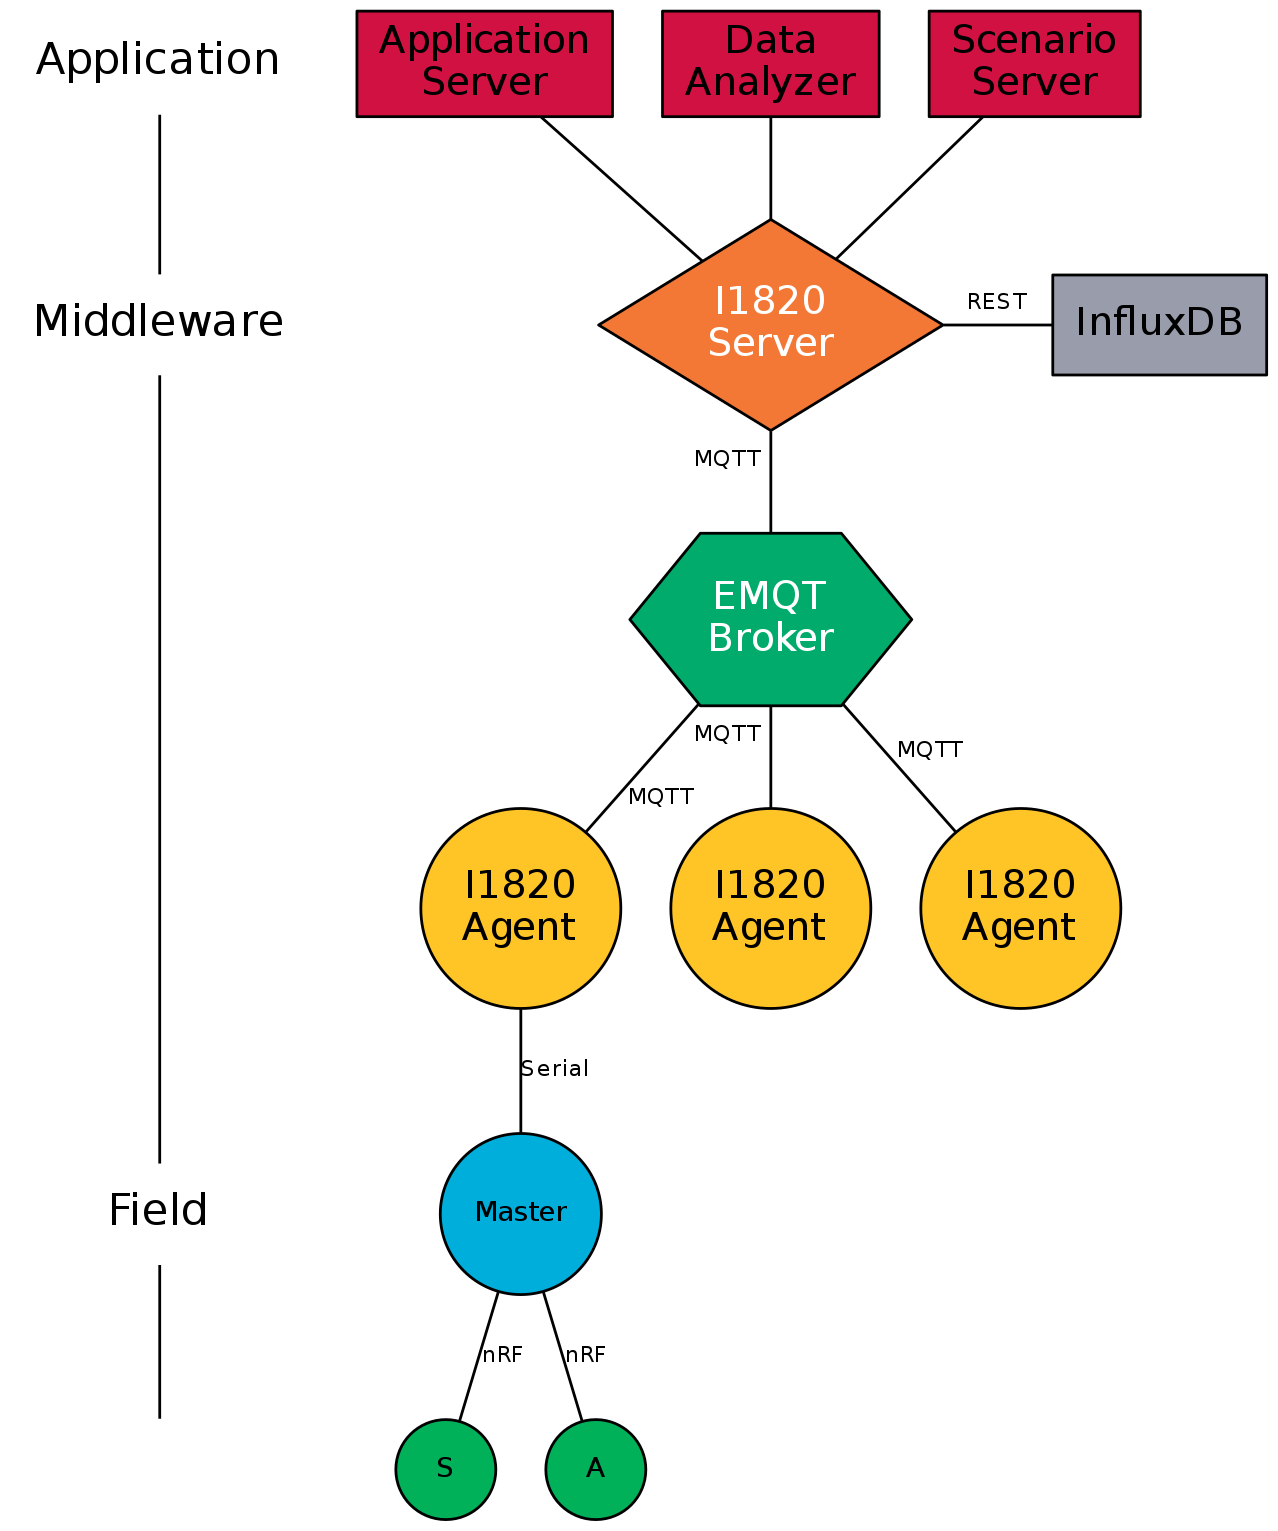 Application
Application
Server
Data
Analyzer
Scenario
Server
Middleware
I1820
Server
REST
InfluxDB
MQTT
EMQT
Broker
MQTT
MQTT
MQTT
I1820
Agent
I1820
Agent
I1820
Agent
Serial
Field
Master
nRF
nRF
S
A